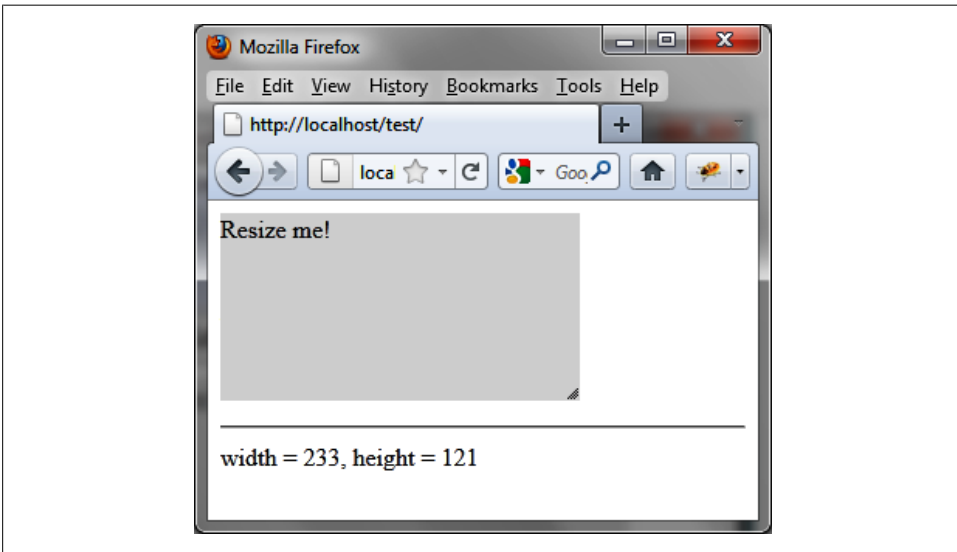 Mozilla Firefox
File Edit View History Bookmarks Tools Help
http://localhost/test/
loca Goo
Resize me!
width = 233, height = 121